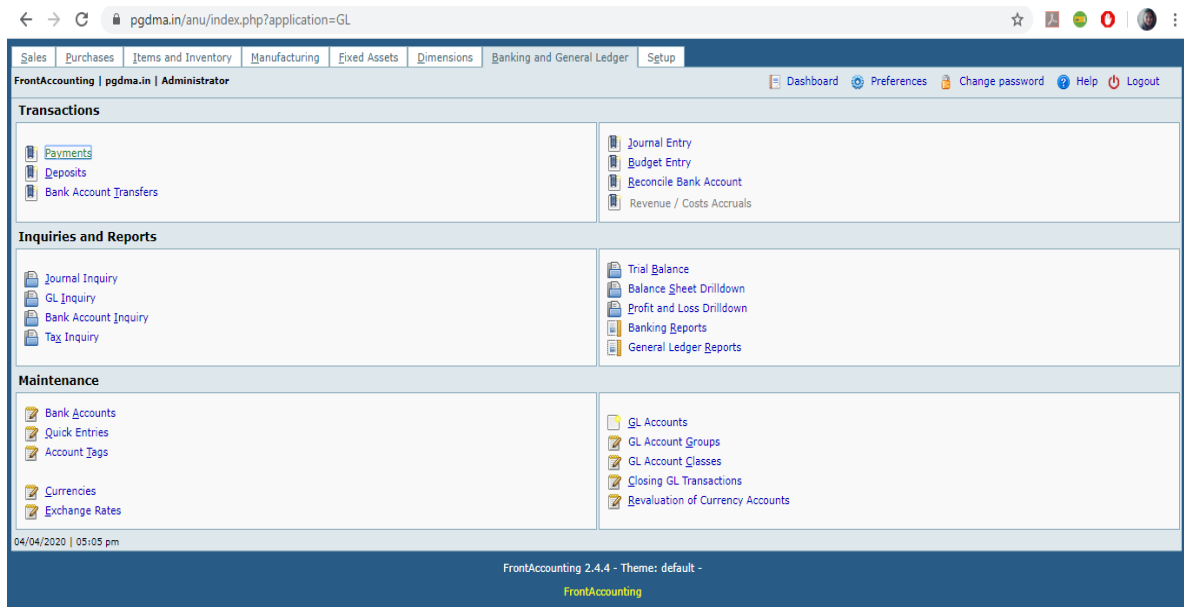 pgdma.in/anu/index.php?application=GL
Sales Purchases Items and Inventory Manufacturing Fixed Assets Dimensions Banking and General Ledger Setup
FrontAccounting | pgdma.in | Administrator Dashboard Preferences Change password Help Logout
Transactions
Payments
Deposits
Bank Account Transfers
Journal Entry
Budget Entry
Reconcile Bank Account
Revenue / Costs Accruals
Inquiries and Reports
Journal Inquiry
GL Inquiry
Bank Account Inquiry
Tax Inquiry
Trial Balance
Balance Sheet Drilldown
Profit and Loss Drilldown
Banking Reports
General Ledger Reports
Maintenance
Bank Accounts
Quick Entries
Account Tags
Currencies
Exchange Rates
GL Accounts
GL Account Groups
GL Account Classes
Closing GL Transactions
Revaluation of Currency Accounts
04/04/2020 | 05:05 pm
FrontAccounting 2.4.4 - Theme: default -
FrontAccounting